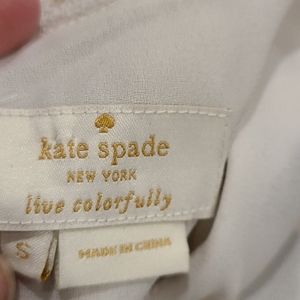 kate spade
NEW YORK
live colorfully
S
MADE IN CHINA